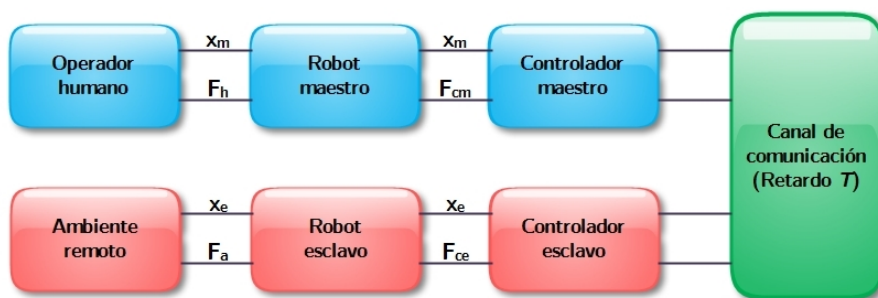 Operador
humano
xm
Fh
Robot
maestro
xm
Fcm
Controlador
maestro
Canal de
comunicación
(Retardo T)
Ambiente
remoto
xe
Fa
Robot
esclavo
xe
Fce
Controlador
esclavo